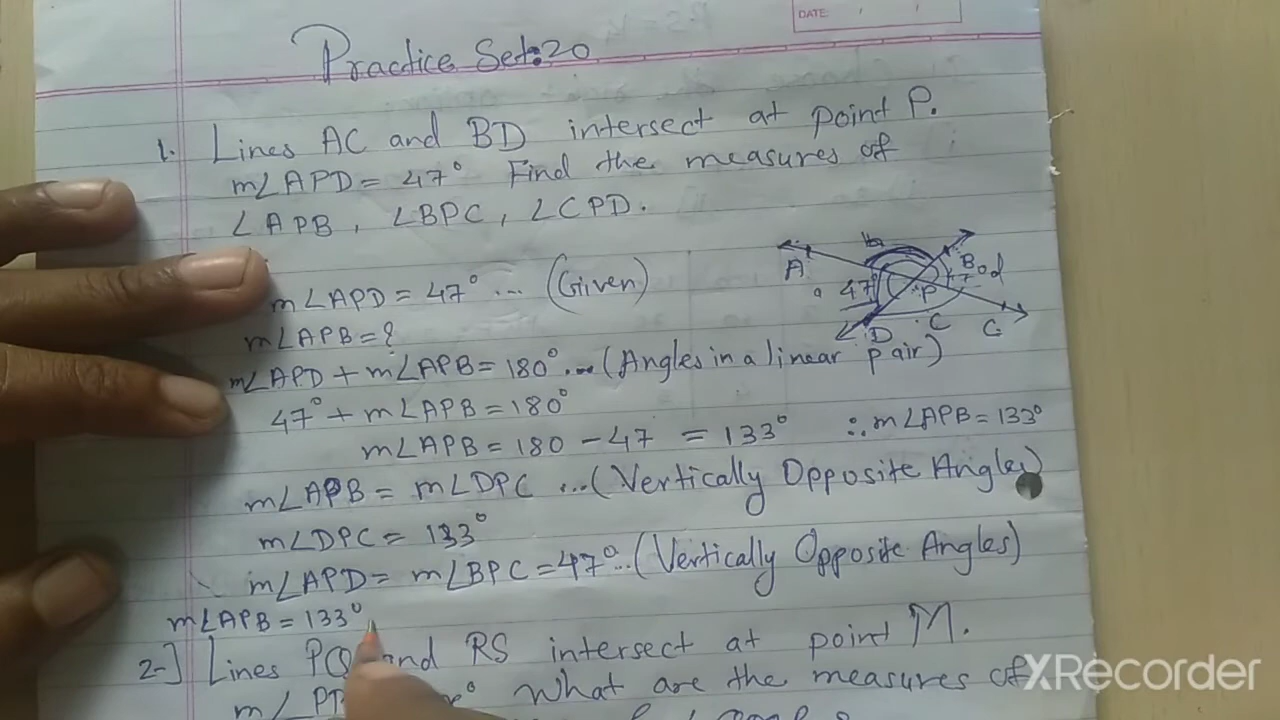 DATE:
Practice Set:20
1. Lines AC and BD intersect at point P.
m∠APD = 47° Find the measures of
∠APB, ∠BPC, ∠CPD.
A
B
47°
P
D
C
m∠APD = 47° ... (Given)
m∠APB = ?
m∠APD + m∠APB = 180° ... (Angles in a linear pair)
47° + m∠APB = 180°
m∠APB = 180 - 47 = 133° ∴ m∠APB = 133°
m∠APB = m∠DPC ... (Vertically Opposite Angles)
m∠DPC = 133°
m∠APD = m∠BPC = 47° ... (Vertically Opposite Angles)
m∠APB = 133°
2-] Lines PQ and RS intersect at point M.
What are the measures of
XRecorder